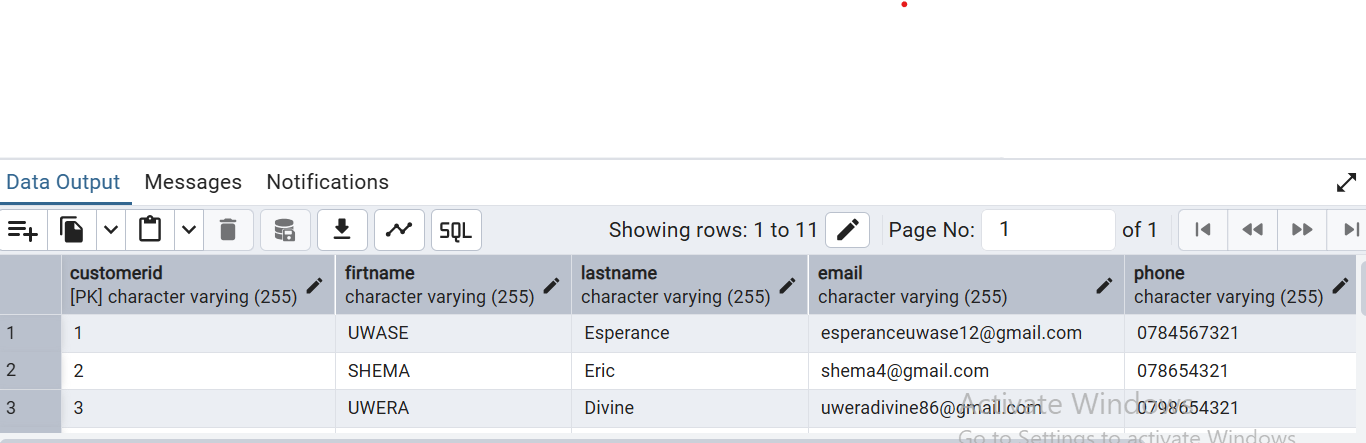 Data Output Messages Notifications
SQL Showing rows: 1 to 11 Page No: 1 of 1
customerid firtname lastname email phone
[PK] character varying (255) character varying (255) character varying (255) character varying (255) character varying (255)
1 1 UWASE Esperance esperanceuwase12@gmail.com 0784567321
2 2 SHEMA Eric shema4@gmail.com 078654321
3 3 UWERA Divine uweradivine86@gmail.com 0798654321
Activate Windows
Go to Settings to activate Windows